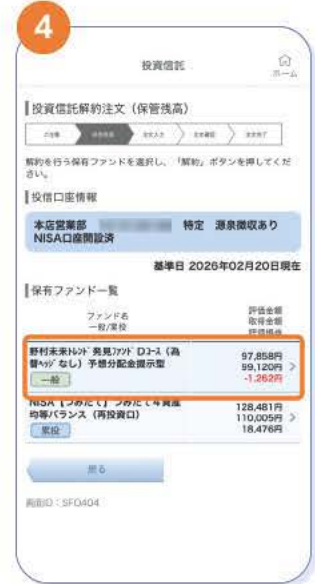 4
投資信託
ホーム
投資信託解約注文（保管残高）
解約を行う保有ファンドを選択し、「解約」ボタンを押してくだ
さい。
投信口座情報
本店営業部 特定 源泉徴収あり
NISA口座開設済
基準日 2026年02月20日現在
保有ファンド一覧
ファンド名
一般/累投
評価金額
取得金額
評価損益
野村未来ﾄﾚﾝﾄﾞ発見ﾌｧﾝﾄﾞ Dｺｰｽ（為
替ﾍｯｼﾞなし）予想分配金提示型
一般
97,858円
99,120円
-1,262円
NISA【つみたて】つみたて4資産
均等バランス（再投資口）
累投
128,481円
110,005円
18,476円
戻る
画面ID：SFO404